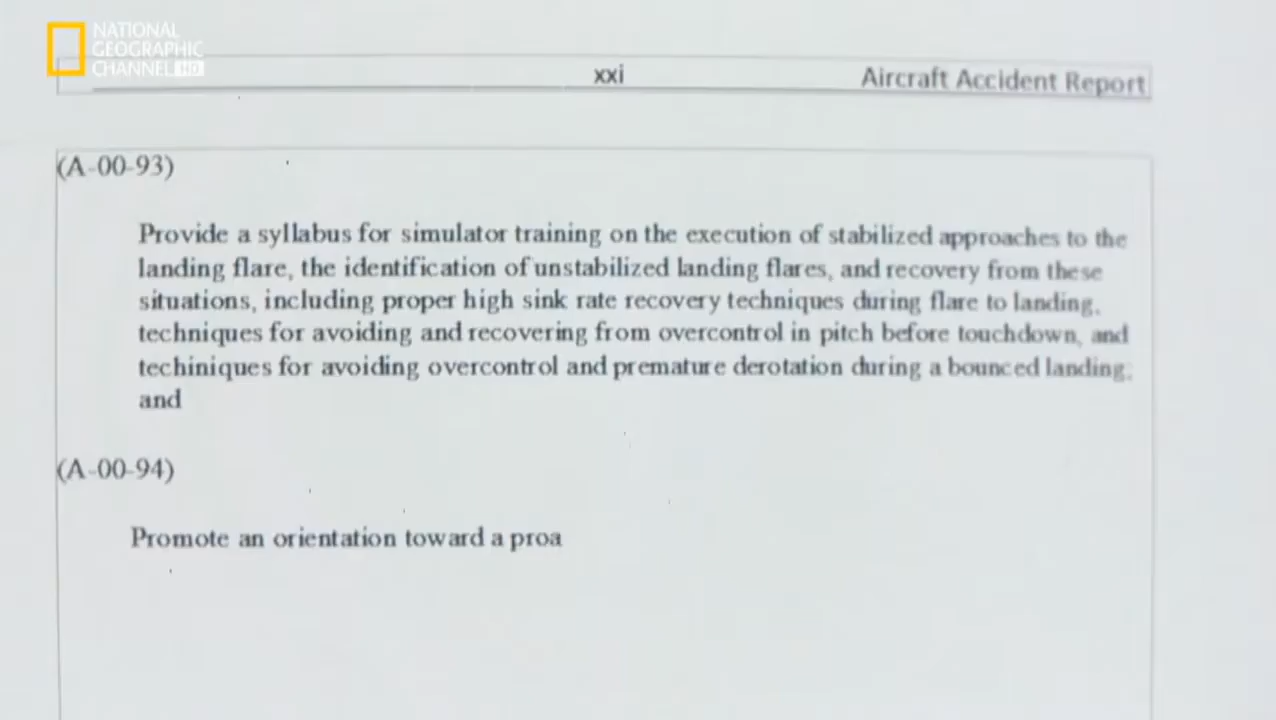 NATIONAL
GEOGRAPHIC
CHANNEL HD
xxi
Aircraft Accident Report
(A-00-93)
Provide a syllabus for simulator training on the execution of stabilized approaches to the
landing flare, the identification of unstabilized landing flares, and recovery from these
situations, including proper high sink rate recovery techniques during flare to landing,
techniques for avoiding and recovering from overcontrol in pitch before touchdown, and
techiniques for avoiding overcontrol and premature derotation during a bounced landing;
and
(A-00-94)
Promote an orientation toward a proa